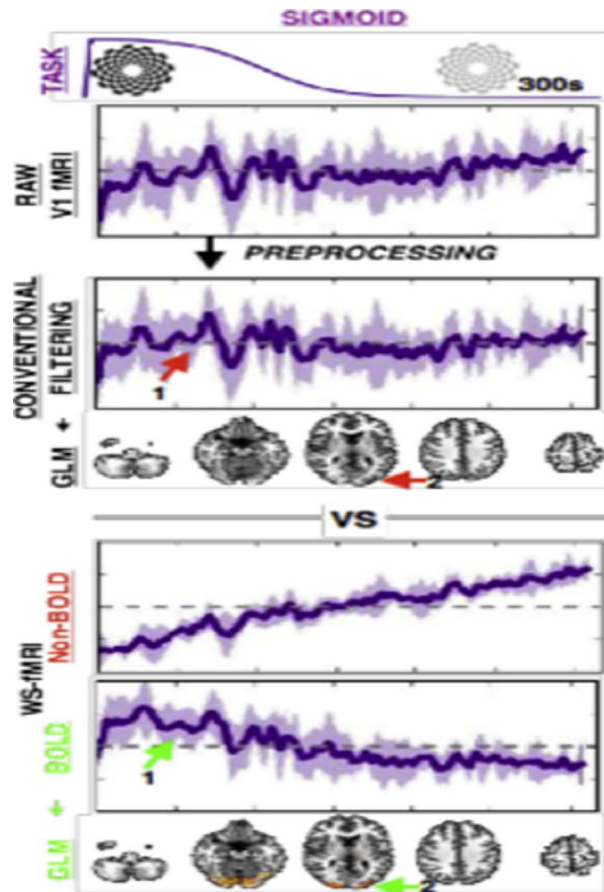 SIGMOID
TASK
300s
RAW
V1 fMRI
PREPROCESSING
CONVENTIONAL
FILTERING
1
GLM +
2
VS
WS-fMRI
Non-BOLD
BOLD
1
GLM +
2